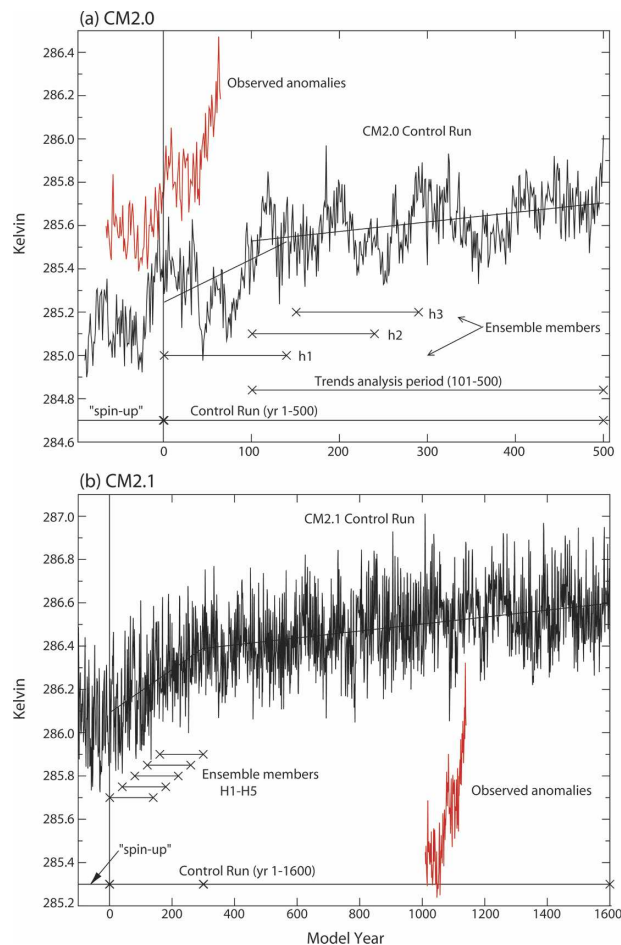 (a) CM2.0
286.4
286.2
286.0
285.8
285.6
285.4
285.2
285.0
284.8
284.6
Kelvin
Observed anomalies
CM2.0 Control Run
h3
h2
h1
Ensemble members
Trends analysis period (101-500)
"spin-up"
Control Run (yr 1-500)
0 100 200 300 400 500
(b) CM2.1
287.0
286.8
286.6
286.4
286.2
286.0
285.8
285.6
285.4
285.2
Kelvin
CM2.1 Control Run
Ensemble members
H1-H5
Observed anomalies
"spin-up"
Control Run (yr 1-1600)
0 200 400 600 800 1000 1200 1400 1600
Model Year